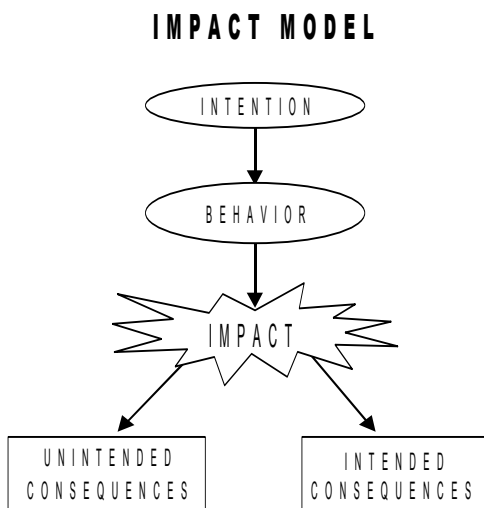 IMPACT MODEL
INTENTION
BEHAVIOR
IMPACT
UNINTENDED
CONSEQUENCES
INTENDED
CONSEQUENCES